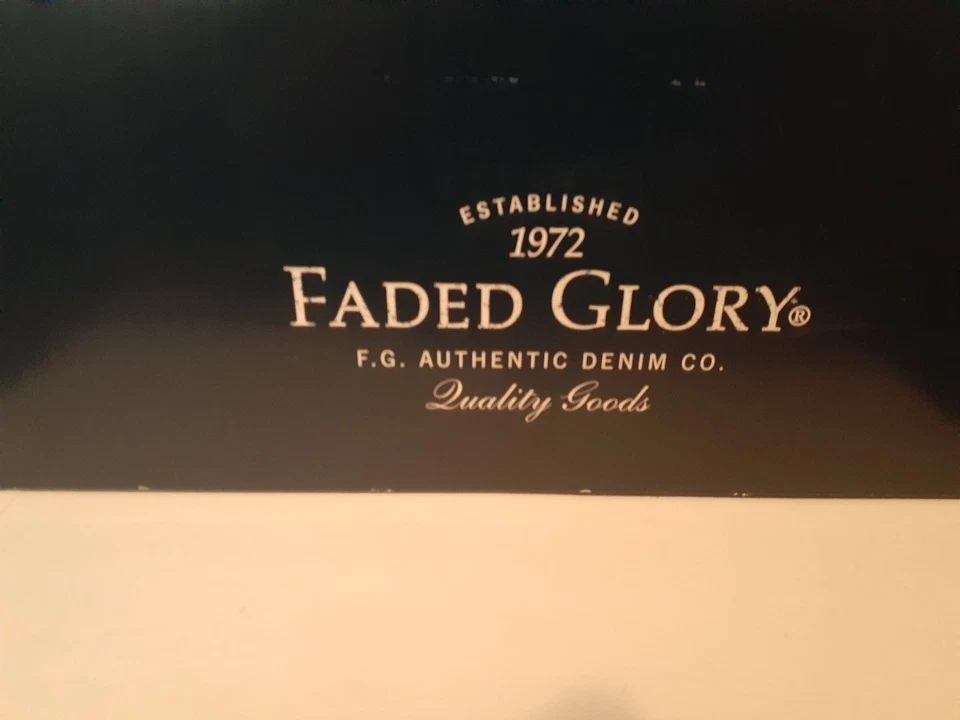 ESTABLISHED
1972
FADED GLORY®
F.G. AUTHENTIC DENIM CO.
Quality Goods